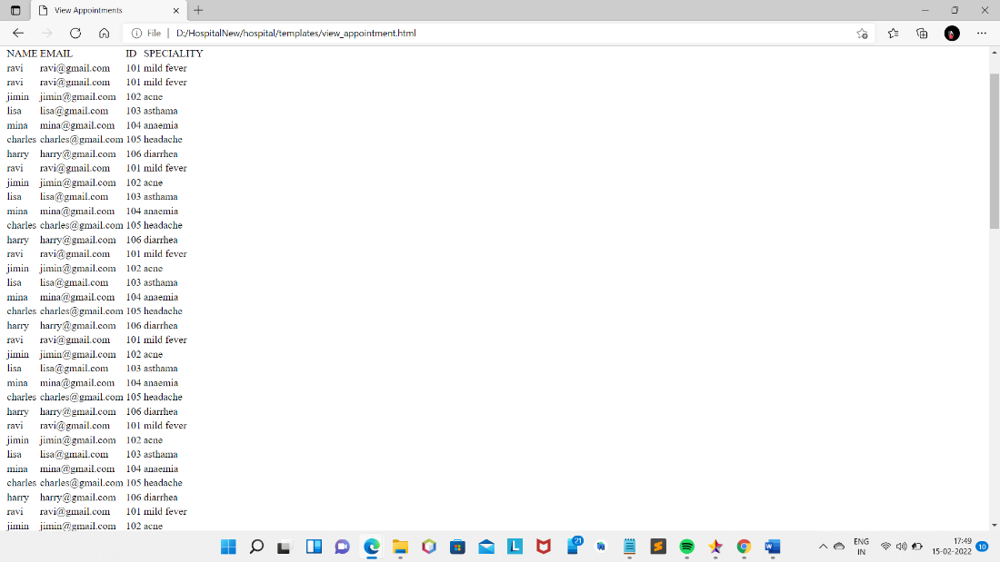 View Appointments
File | D:/HospitalNew/hospital/templates/view_appointment.html
NAME EMAIL ID SPECIALITY
ravi ravi@gmail.com 101 mild fever
ravi ravi@gmail.com 101 mild fever
jimin jimin@gmail.com 102 acne
lisa lisa@gmail.com 103 asthama
mina mina@gmail.com 104 anaemia
charles charles@gmail.com 105 headache
harry harry@gmail.com 106 diarrhea
ravi ravi@gmail.com 101 mild fever
jimin jimin@gmail.com 102 acne
lisa lisa@gmail.com 103 asthama
mina mina@gmail.com 104 anaemia
charles charles@gmail.com 105 headache
harry harry@gmail.com 106 diarrhea
ravi ravi@gmail.com 101 mild fever
jimin jimin@gmail.com 102 acne
lisa lisa@gmail.com 103 asthama
mina mina@gmail.com 104 anaemia
charles charles@gmail.com 105 headache
harry harry@gmail.com 106 diarrhea
ravi ravi@gmail.com 101 mild fever
jimin jimin@gmail.com 102 acne
lisa lisa@gmail.com 103 asthama
mina mina@gmail.com 104 anaemia
charles charles@gmail.com 105 headache
harry harry@gmail.com 106 diarrhea
ravi ravi@gmail.com 101 mild fever
jimin jimin@gmail.com 102 acne
lisa lisa@gmail.com 103 asthama
mina mina@gmail.com 104 anaemia
charles charles@gmail.com 105 headache
harry harry@gmail.com 106 diarrhea
ravi ravi@gmail.com 101 mild fever
jimin jimin@gmail.com 102 acne
L
21
S
W
ENG
IN
17:49
15-02-2022
10